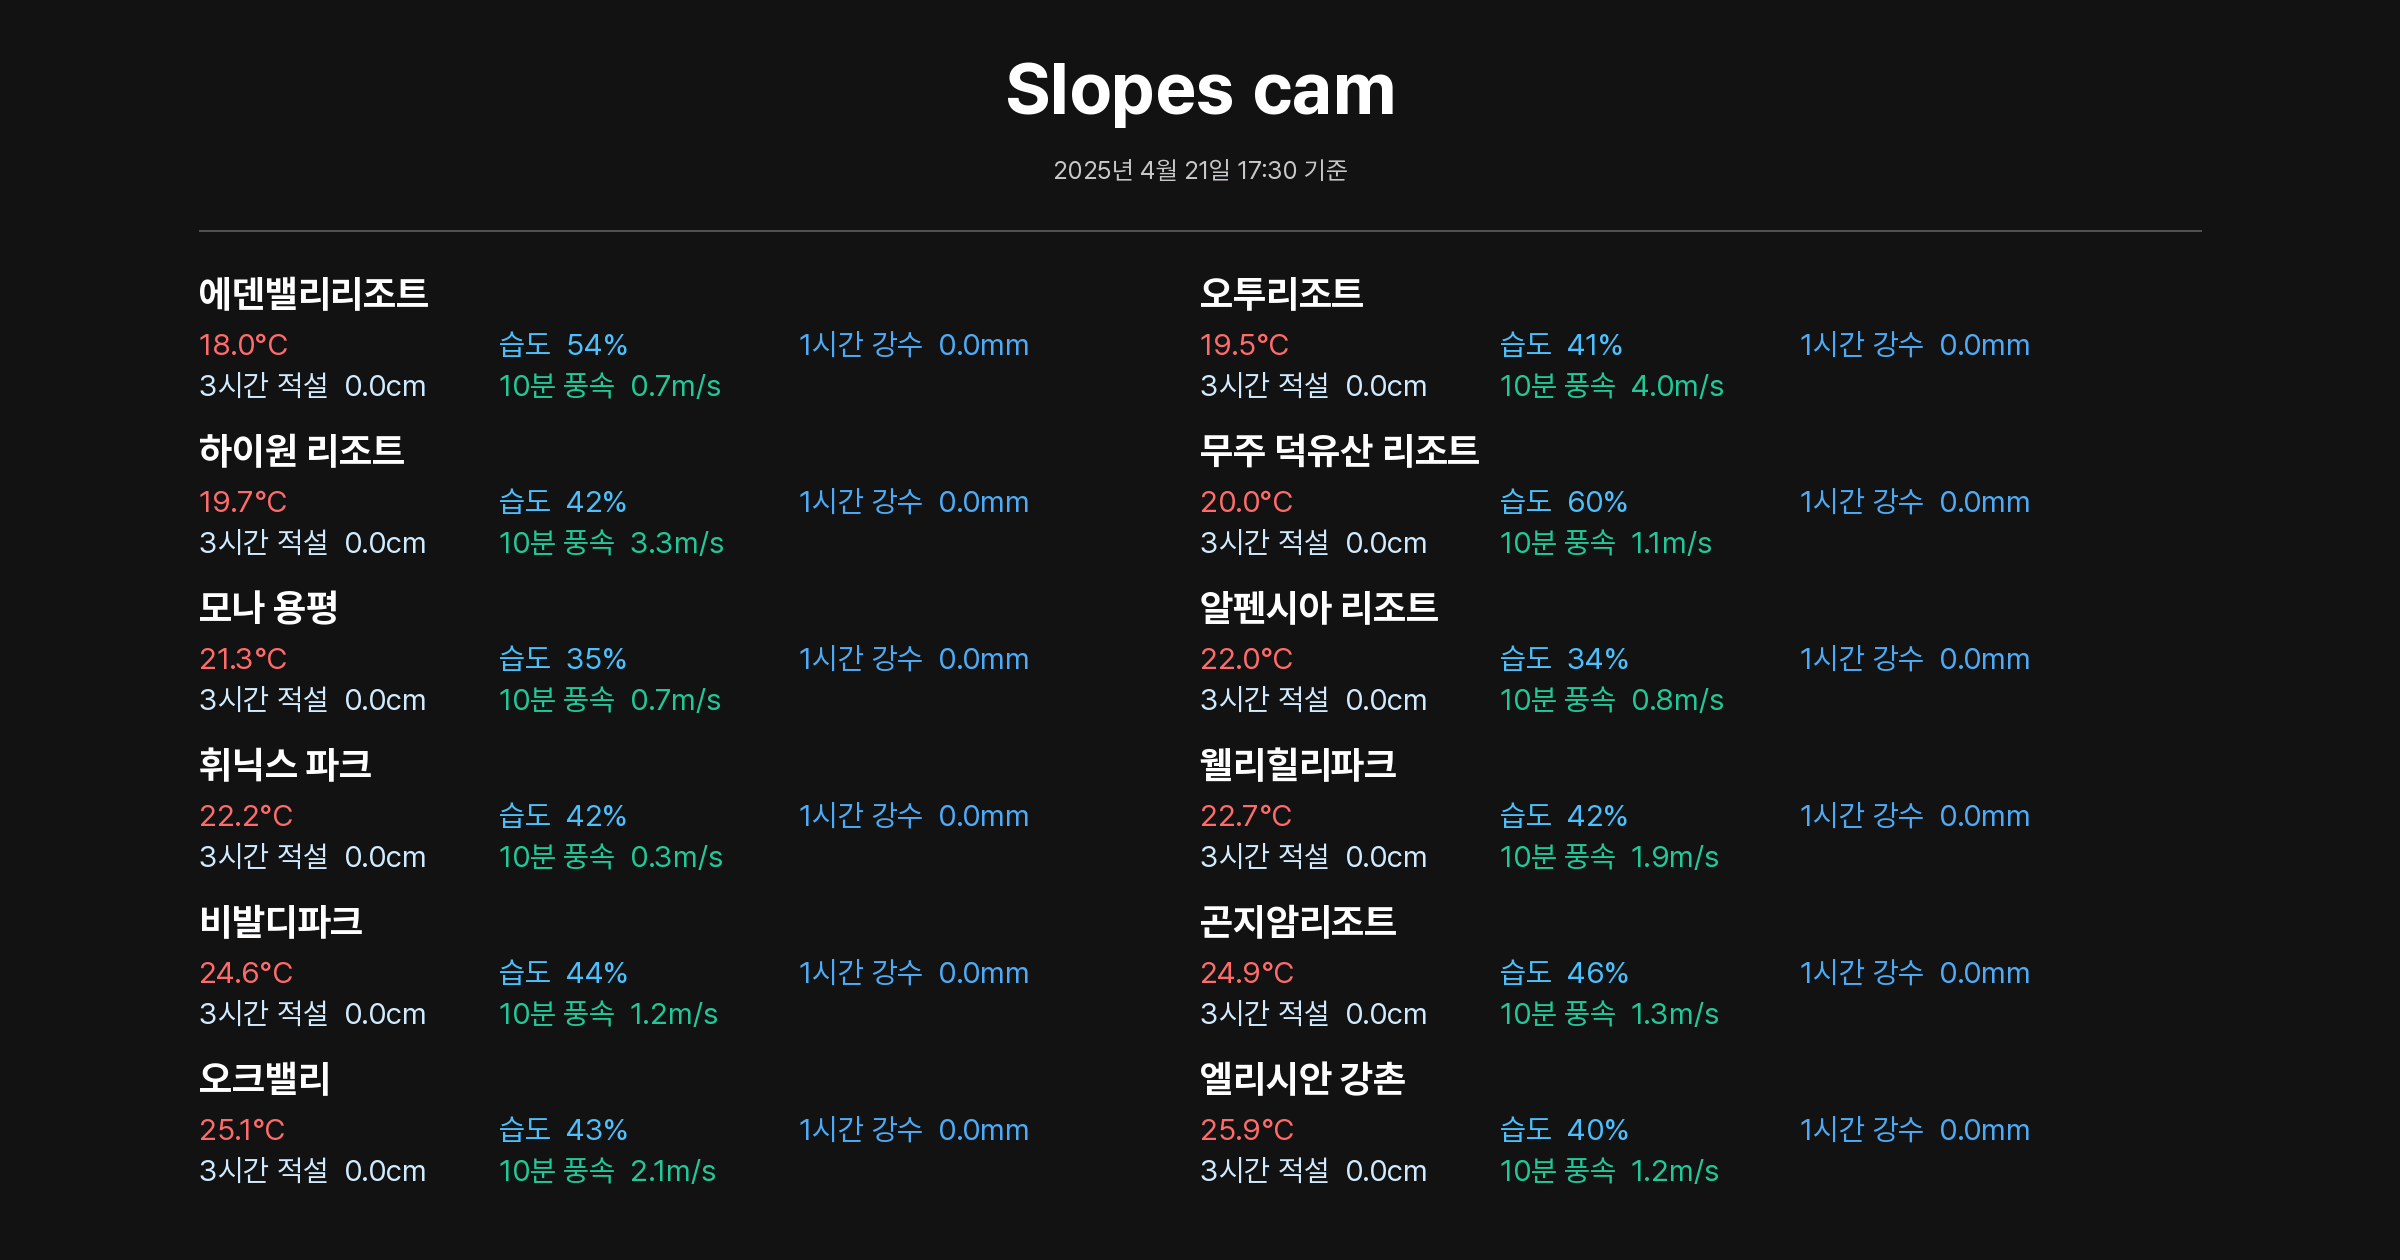 Slopes cam
2025년 4월 21일 17:30 기준
에덴밸리리조트
18.0°C 습도 54% 1시간 강수 0.0mm
3시간 적설 0.0cm 10분 풍속 0.7m/s
오투리조트
19.5°C 습도 41% 1시간 강수 0.0mm
3시간 적설 0.0cm 10분 풍속 4.0m/s
하이원 리조트
19.7°C 습도 42% 1시간 강수 0.0mm
3시간 적설 0.0cm 10분 풍속 3.3m/s
무주 덕유산 리조트
20.0°C 습도 60% 1시간 강수 0.0mm
3시간 적설 0.0cm 10분 풍속 1.1m/s
모나 용평
21.3°C 습도 35% 1시간 강수 0.0mm
3시간 적설 0.0cm 10분 풍속 0.7m/s
알펜시아 리조트
22.0°C 습도 34% 1시간 강수 0.0mm
3시간 적설 0.0cm 10분 풍속 0.8m/s
휘닉스 파크
22.2°C 습도 42% 1시간 강수 0.0mm
3시간 적설 0.0cm 10분 풍속 0.3m/s
웰리힐리파크
22.7°C 습도 42% 1시간 강수 0.0mm
3시간 적설 0.0cm 10분 풍속 1.9m/s
비발디파크
24.6°C 습도 44% 1시간 강수 0.0mm
3시간 적설 0.0cm 10분 풍속 1.2m/s
곤지암리조트
24.9°C 습도 46% 1시간 강수 0.0mm
3시간 적설 0.0cm 10분 풍속 1.3m/s
오크밸리
25.1°C 습도 43% 1시간 강수 0.0mm
3시간 적설 0.0cm 10분 풍속 2.1m/s
엘리시안 강촌
25.9°C 습도 40% 1시간 강수 0.0mm
3시간 적설 0.0cm 10분 풍속 1.2m/s